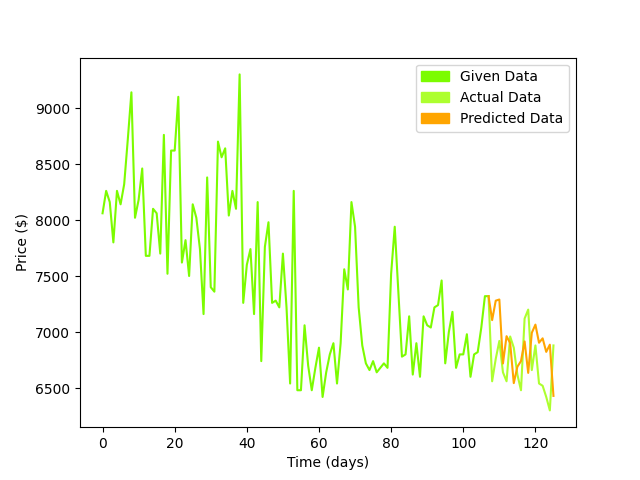 Given Data
Actual Data
Predicted Data
9000
8500
8000
7500
7000
6500
Price ($)
0 20 40 60 80 100 120
Time (days)